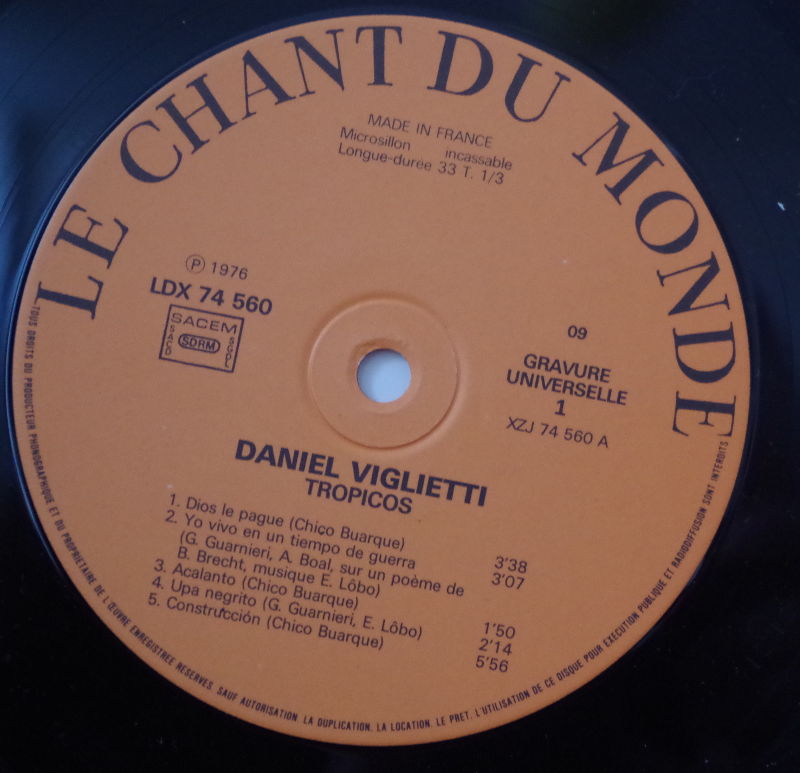 LE CHANT DU MONDE
MADE IN FRANCE
Microsillon incassable
Longue-durée 33 T. 1/3
℗ 1976
LDX 74 560
SACEM
SACD
SDRM
SGDL
09
GRAVURE
UNIVERSELLE
1
XZJ 74 560 A
DANIEL VIGLIETTI
TROPICOS
1. Dios le pague (Chico Buarque) 3'38
2. Yo vivo en un tiempo de guerra 3'07
(G. Guarnieri, A. Boal, sur un poème de
B. Brecht, musique E. Lôbo)
3. Acalanto (Chico Buarque) 1'50
4. Upa negrito (G. Guarnieri, E. Lôbo) 2'14
5. Construcción (Chico Buarque) 5'56
TOUS DROITS DU PRODUCTEUR PHONOGRAPHIQUE ET DU PROPRIETAIRE DE L'ŒUVRE ENREGISTREE RESERVES. SAUF AUTORISATION. LA DUPLICATION. LA LOCATION. LE PRET. L'UTILISATION DE CE DISQUE POUR EXECUTION PUBLIQUE ET RADIODIFFUSION SONT INTERDITS